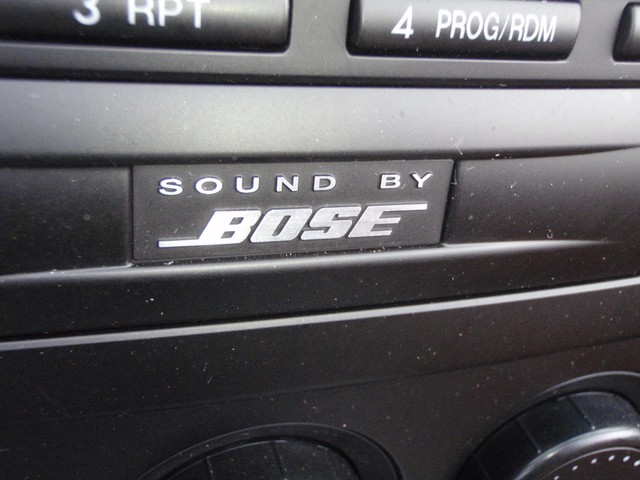 3 RPT
4 PROG/RDM
SOUND BY
BOSE